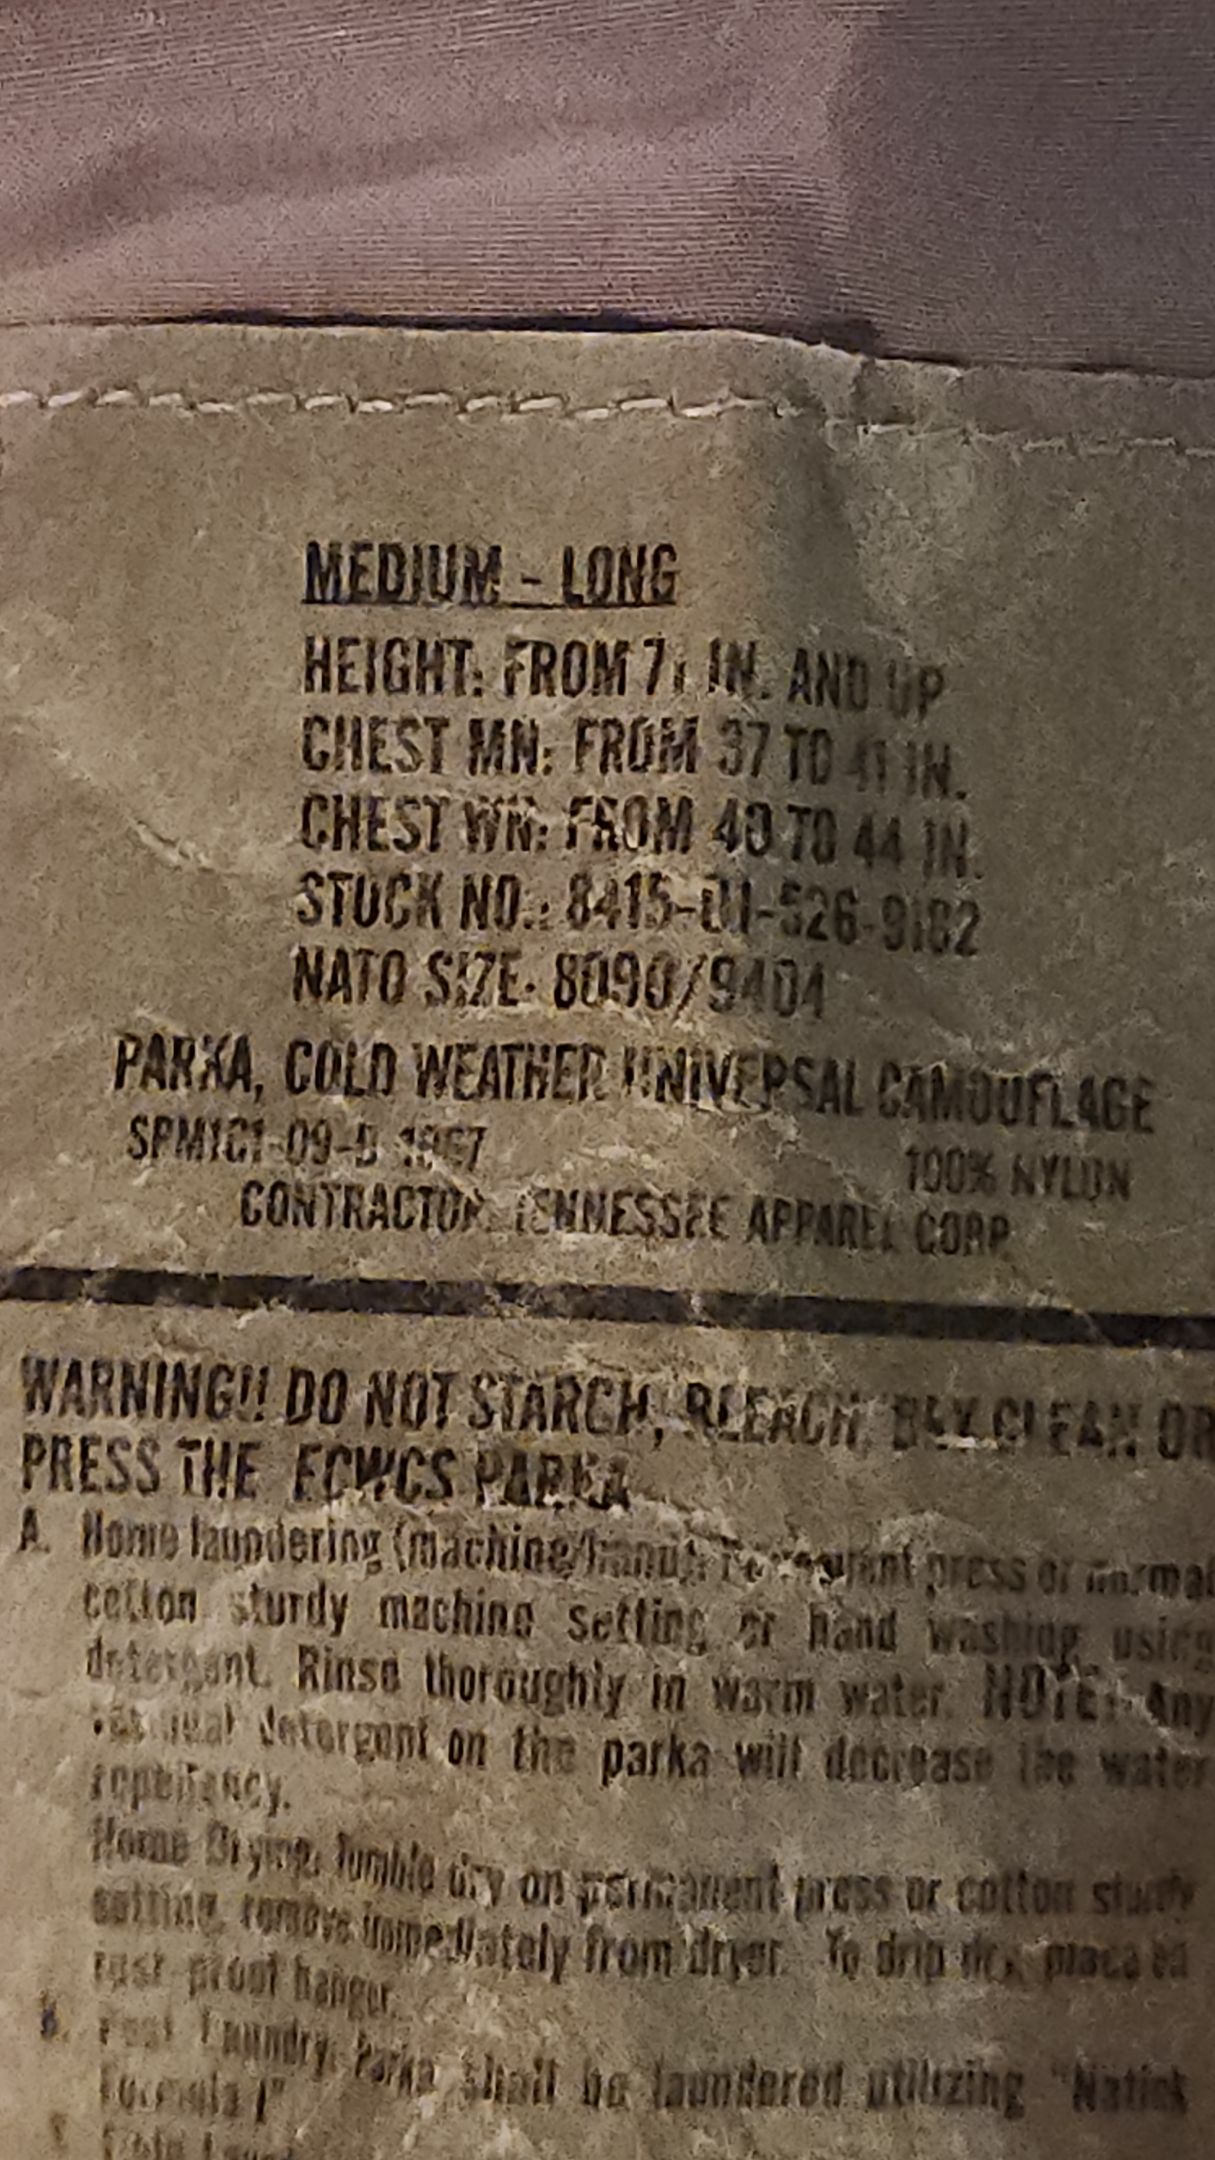 MEDIUM - LONG
HEIGHT: FROM 71 IN. AND UP
CHEST MN: FROM 37 TO 41 IN.
CHEST WN: FROM 40 TO 44 IN.
STOCK NO.: 8415-01-526-9182
NATO SIZE: 8090/9404
PARKA, COLD WEATHER UNIVERSAL CAMOUFLAGE
SPM1C1-09-D
100% NYLON
CONTRACTOR: TENNESSEE APPAREL CORP.
WARNING!! DO NOT STARCH, BLEACH, DRY CLEAN OR
PRESS THE ECWCS PARKA
A. Home laundering (machine/hand): Permanent press or normal
cotton sturdy machine setting or hand washing using
detergent. Rinse thoroughly in warm water. NOTE: Any
residual detergent on the parka will decrease the water
repellency.
Home Drying: Tumble dry on permanent press or cotton sturdy
setting, remove immediately from dryer. To drip dry, place on
rust proof hanger.
Laundry: Parka shall be laundered utilizing "Natick
Formula I"